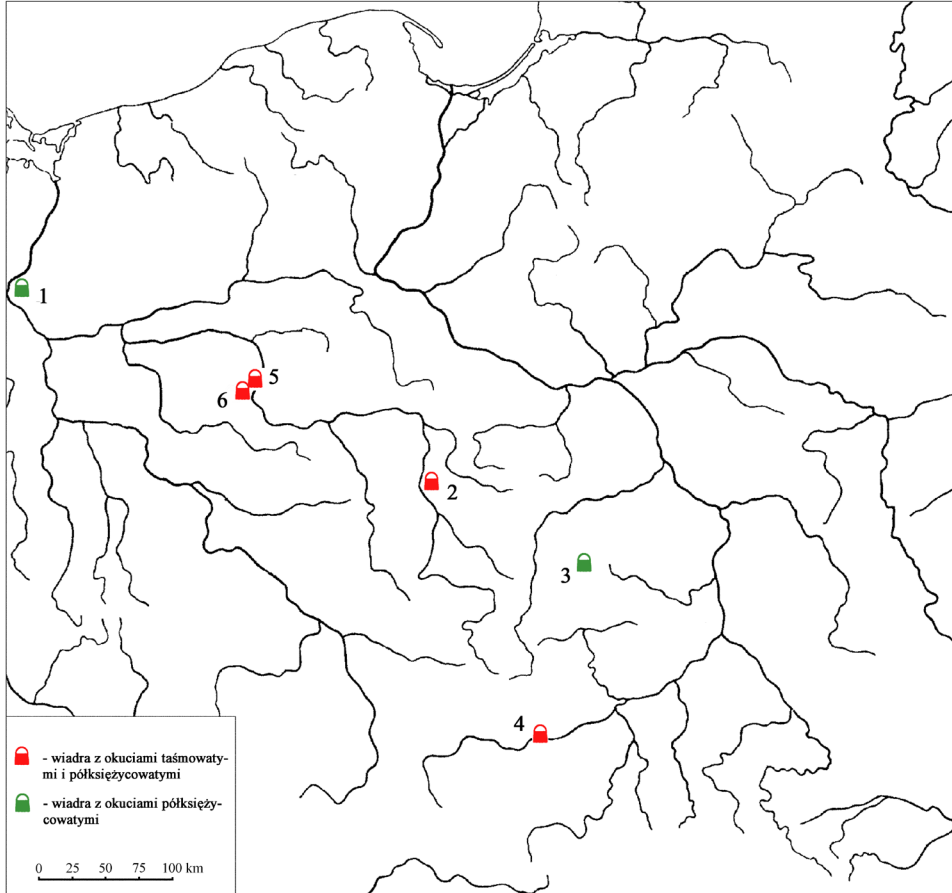 1
5
6
2
3
4
- wiadra z okuciami taśmowaty-
mi i półksiężycowatymi
- wiadra z okuciami półksięży-
cowatymi
0 25 50 75 100 km